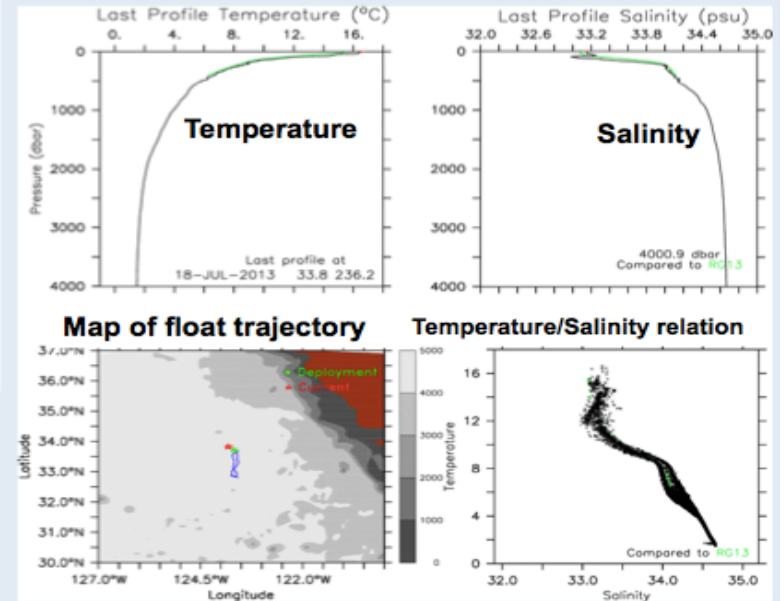 Last Profile Temperature (°C)
0. 4. 8. 12. 16.
0
1000
2000
3000
4000
Pressure (dbar)
Temperature
Last profile at
18-JUL-2013 33.8 236.2
Last Profile Salinity (psu)
32.0 32.6 33.2 33.8 34.4 35.0
0
1000
2000
3000
4000
Salinity
4000.9 dbar
Compared to RG13
Map of float trajectory
37.0°N
36.0°N
35.0°N
34.0°N
33.0°N
32.0°N
31.0°N
30.0°N
Latitude
Deployment
Current
127.0°W 124.5°W 122.0°W
Longitude
5000
4000
3000
2000
1000
0
Temperature/Salinity relation
16
12
8
4
0
Temperature
Compared to RG13
32.0 33.0 34.0 35.0
Salinity